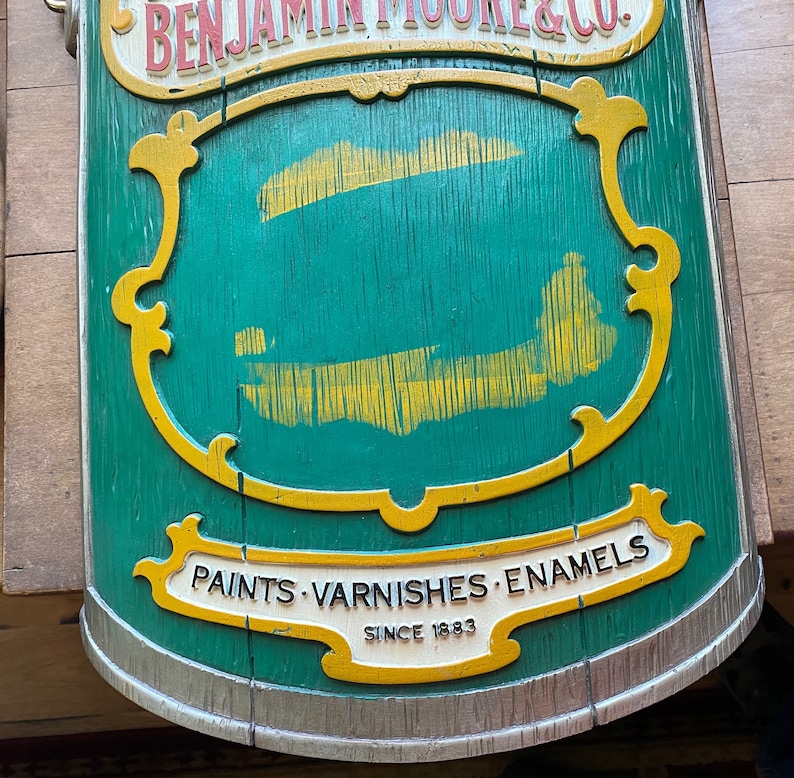 BENJAMIN MOORE & CO.
PAINTS · VARNISHES · ENAMELS
SINCE 1883